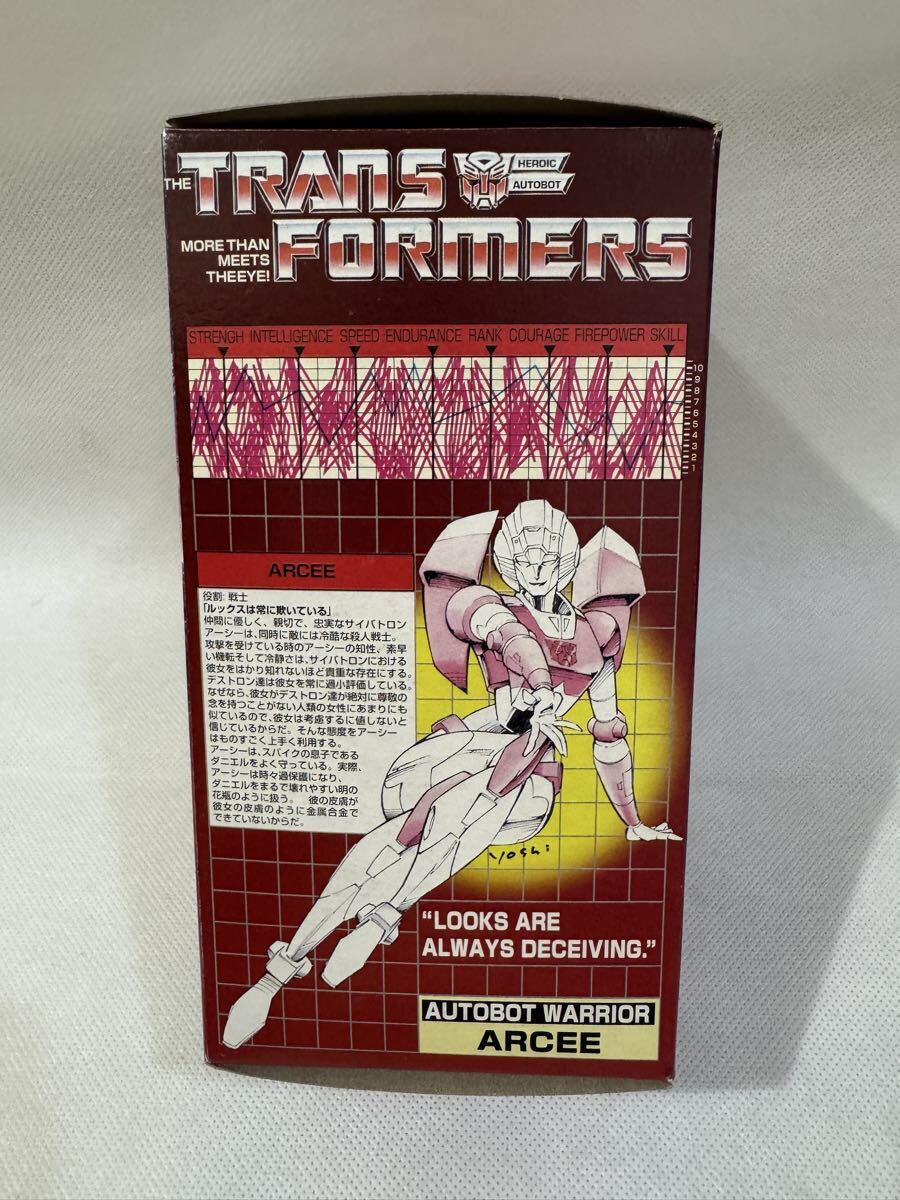 THE TRANS
HEROIC
AUTOBOT
MORE THAN
MEETS
THEEYE!
FORMERS
STRENGH INTELLIGENCE SPEED ENDURANCE RANK COURAGE FIREPOWER SKILL
10
9
8
7
6
5
4
3
2
1
ARCEE
役割: 戦士
「ルックスは常に欺いている」
仲間に優しく、親切で、忠実なサイバトロン
アーシーは、同時に敵には冷酷な殺人戦士。
攻撃を受けている時のアーシーの知性、素早
い機転そして冷静さは、サイバトロンにおける
彼女をはかり知れないほど貴重な存在にする。
デストロン達は彼女を常に過小評価している。
なぜなら、彼女がデストロン達が絶対に尊敬の
念を持つことがない人類の女性にあまりにも
似ているので、彼女は考慮するに値しないと
信じているからだ。そんな態度をアーシー
はものすごく上手く利用する。
アーシーは、スパイクの息子である
ダニエルをよく守っている。実際、
アーシーは時々過保護になり、
ダニエルをまるで壊れやすい明の
花瓶のように扱う。 彼の皮膚が
彼女の皮膚のように金属合金で
できていないからだ。
Yoshi
"LOOKS ARE
ALWAYS DECEIVING."
AUTOBOT WARRIOR
ARCEE